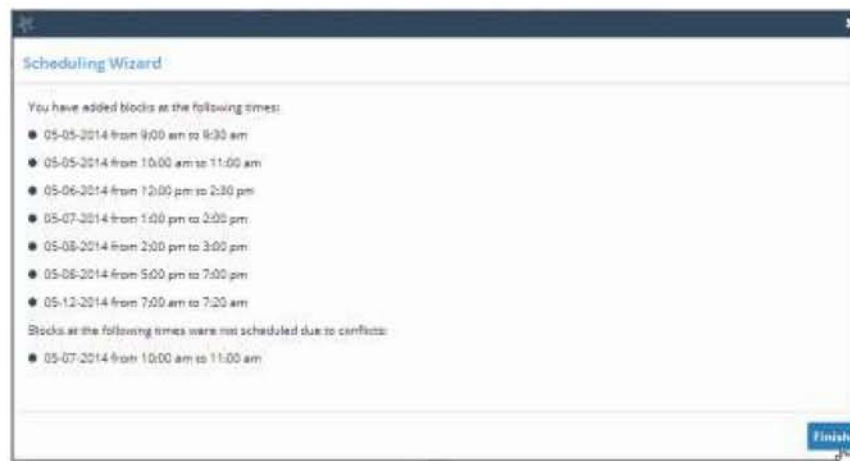 Scheduling Wizard
You have added blocks at the following times:
05-05-2014 from 9:00 am to 9:30 am
05-05-2014 from 10:00 am to 11:00 am
05-06-2014 from 12:00 pm to 2:30 pm
05-07-2014 from 1:00 pm to 2:00 pm
05-08-2014 from 2:00 pm to 3:00 pm
05-08-2014 from 5:00 pm to 7:00 pm
05-12-2014 from 7:00 am to 7:20 am
Blocks at the following times were not scheduled due to conflicts:
05-07-2014 from 10:00 am to 11:00 am
Finish